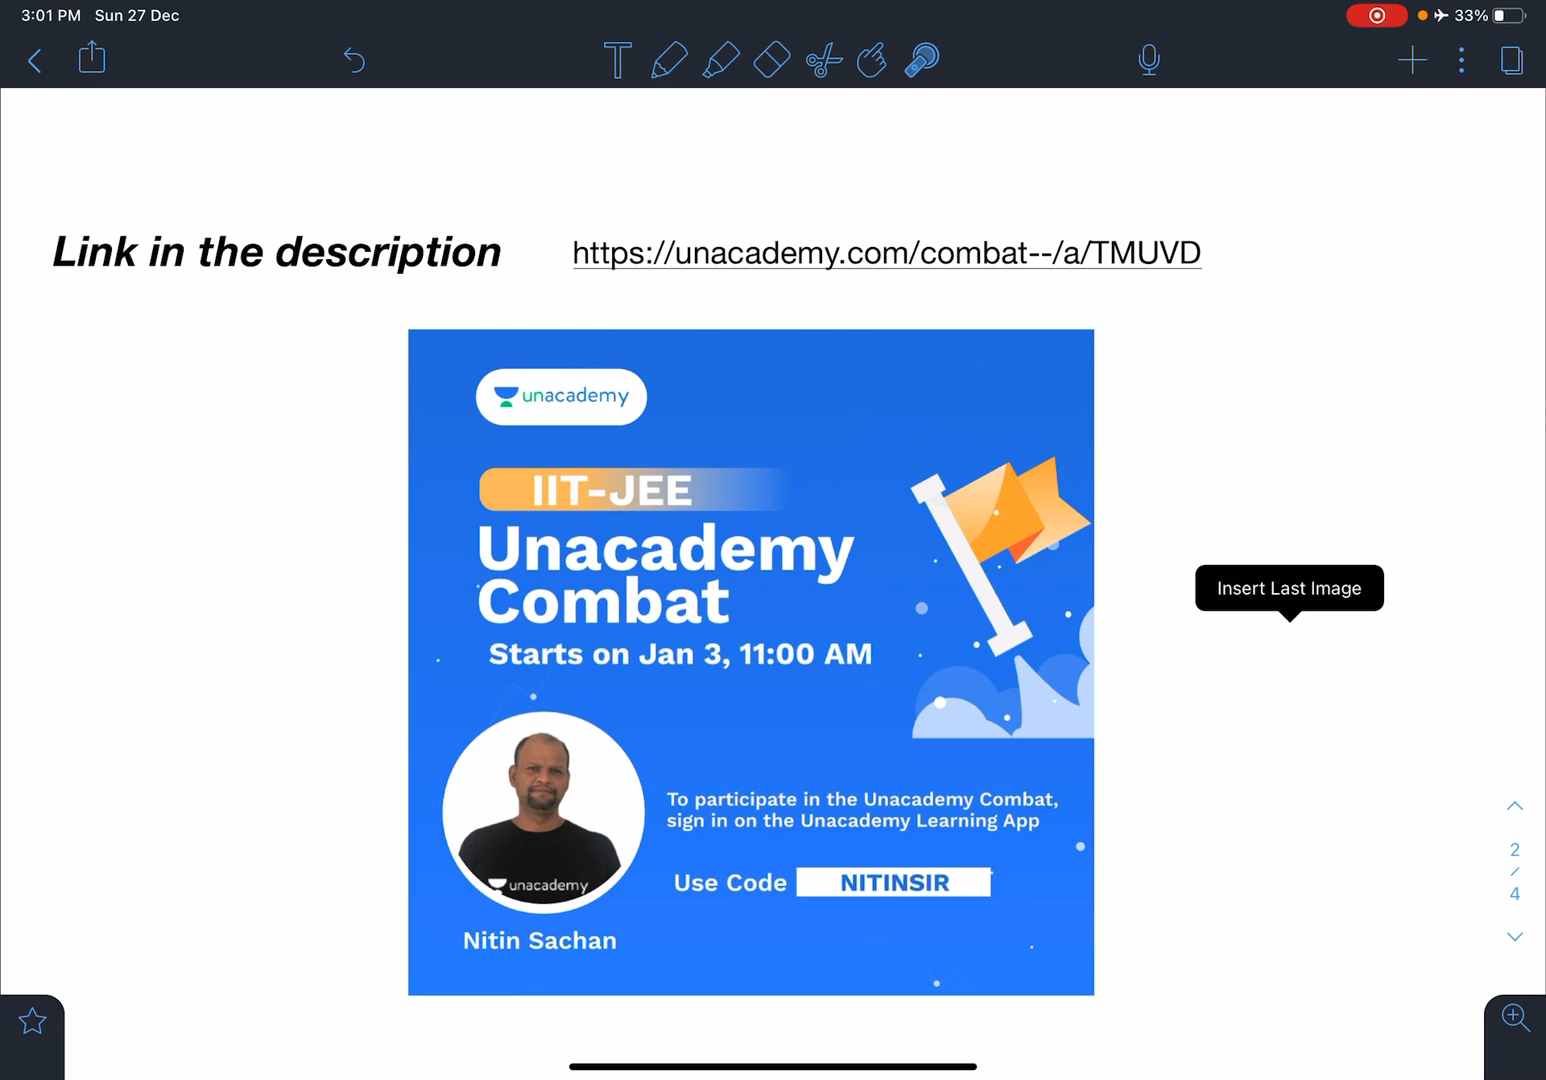 3:01 PM Sun 27 Dec
33%
Link in the description https://unacademy.com/combat--/a/TMUVD
unacademy
IIT-JEE
Unacademy
Combat
Starts on Jan 3, 11:00 AM
Insert Last Image
To participate in the Unacademy Combat,
sign in on the Unacademy Learning App
Use Code NITINSIR
unacademy
Nitin Sachan
2
/
4